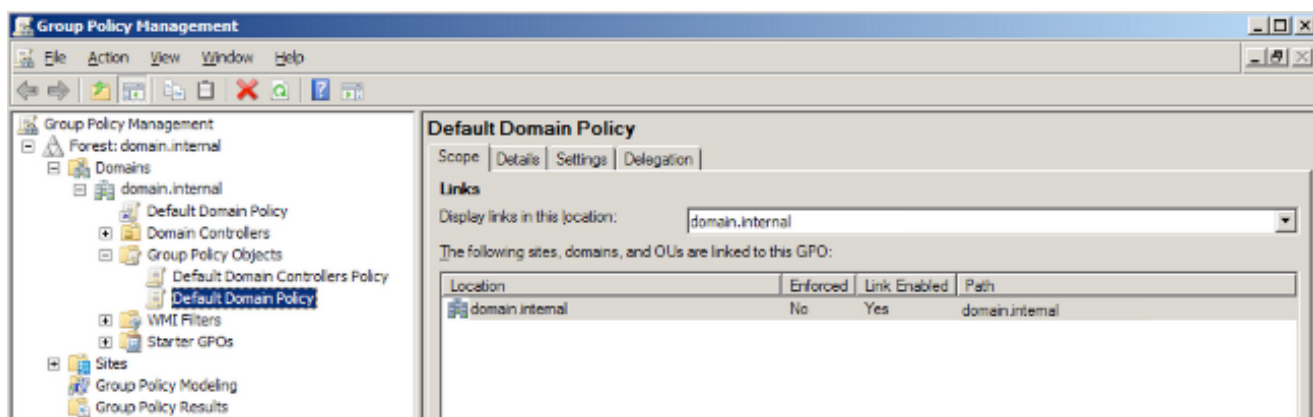 Group Policy Management
File Action View Window Help
Group Policy Management
Forest: domain.internal
Domains
domain.internal
Default Domain Policy
Domain Controllers
Group Policy Objects
Default Domain Controllers Policy
Default Domain Policy
WMI Filters
Starter GPOs
Sites
Group Policy Modeling
Group Policy Results
Default Domain Policy
Scope Details Settings Delegation
Links
Display links in this location: domain.internal
The following sites, domains, and OUs are linked to this GPO:
Location Enforced Link Enabled Path
domain.internal No Yes domain.internal